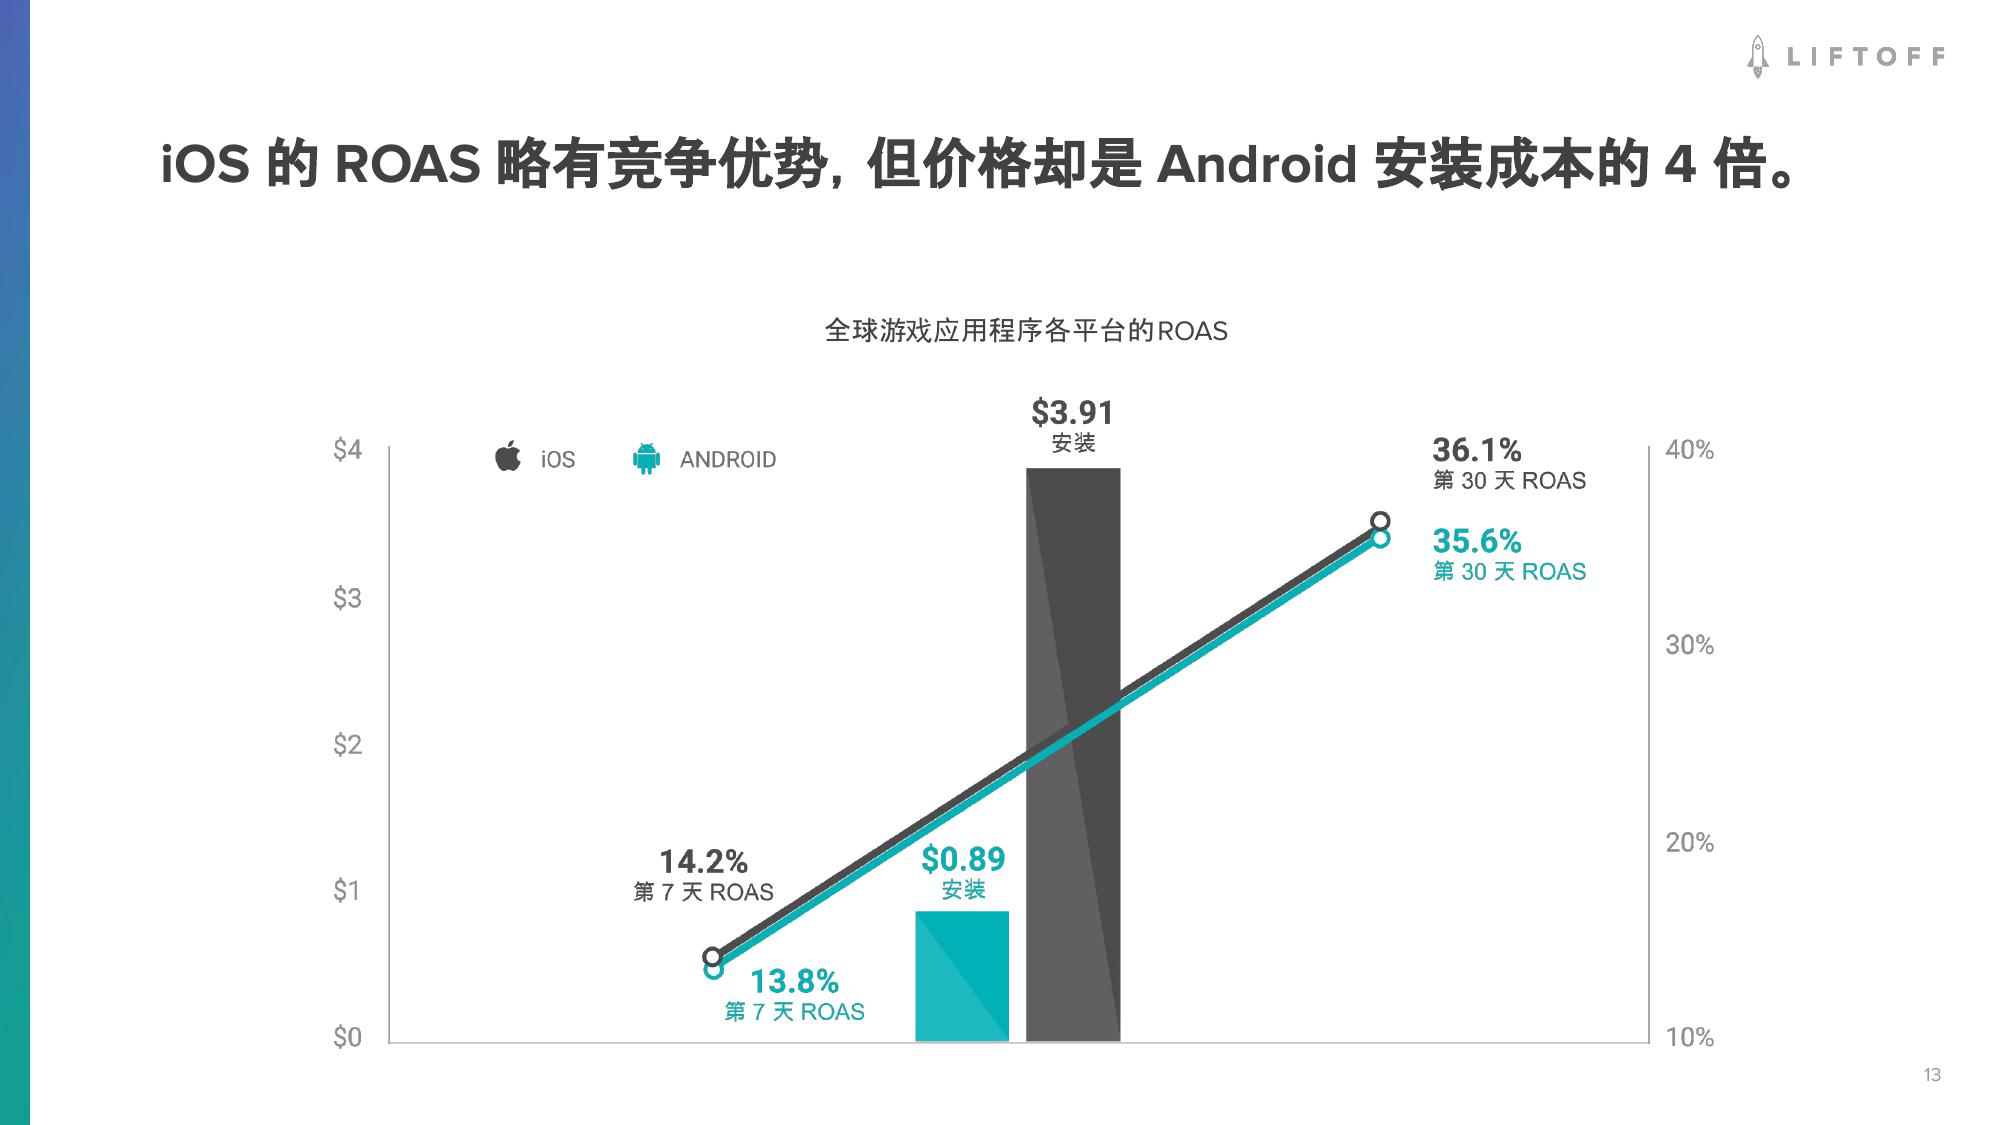 LIFTOFF
iOS 的 ROAS 略有竞争优势, 但价格却是 Android 安装成本的 4 倍。
全球游戏应用程序各平台的ROAS
iOS
ANDROID
$4
$3
$2
$1
$0
$3.91
安装
36.1%
第 30 天 ROAS
35.6%
第 30 天 ROAS
14.2%
第 7 天 ROAS
$0.89
安装
13.8%
第 7 天 ROAS
40%
30%
20%
10%
13